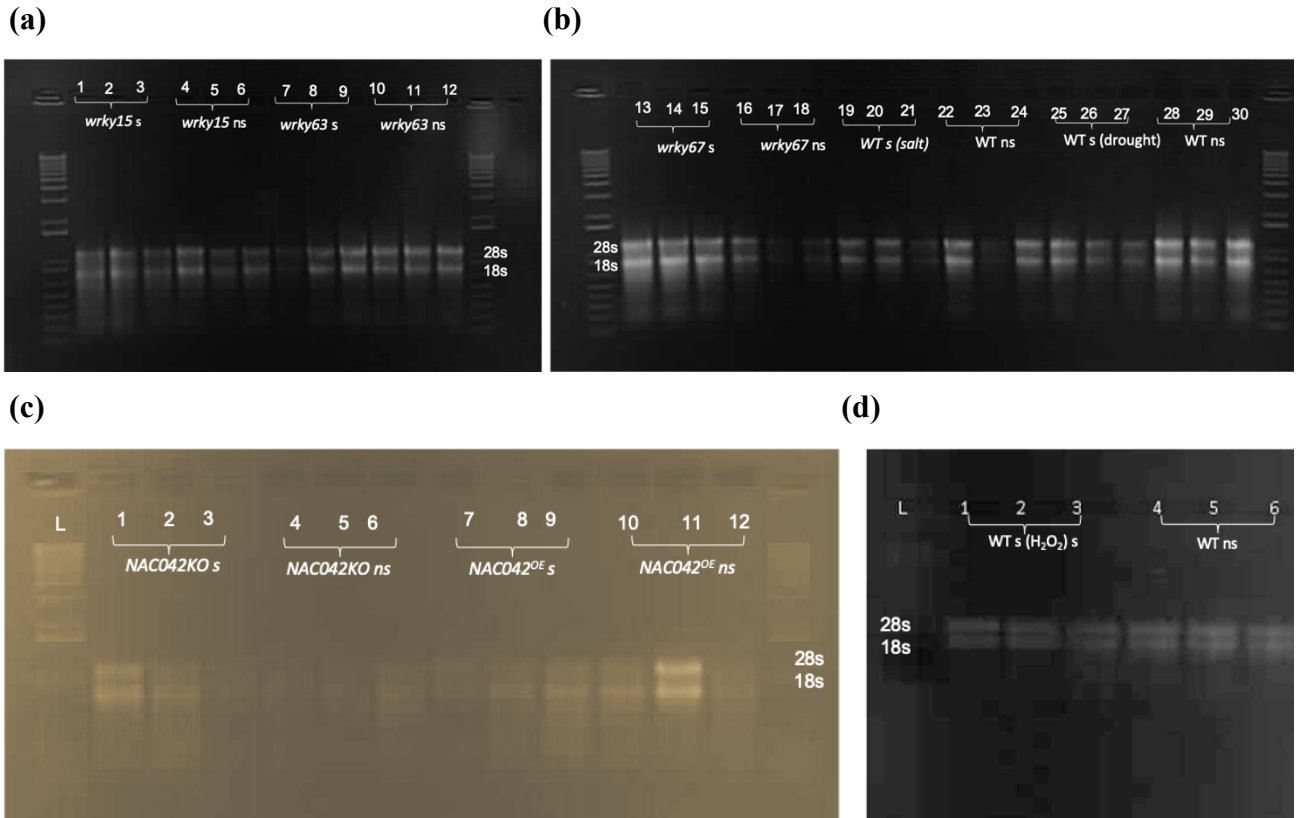 (a)
(b)
1 2 3 4 5 6 7 8 9 10 11 12
wrky15 s wrky15 ns wrky63 s wrky63 ns
28s
18s
13 14 15 16 17 18 19 20 21 22 23 24 25 26 27 28 29 30
wrky67 s wrky67 ns WT s (salt) WT ns WT s (drought) WT ns
28s
18s
(c)
(d)
L 1 2 3 4 5 6 7 8 9 10 11 12
NAC042KO s NAC042KO ns NAC042ᴼᴱ s NAC042ᴼᴱ ns
28s
18s
L 1 2 3 4 5 6
WT s (H₂O₂) s WT ns
28s
18s